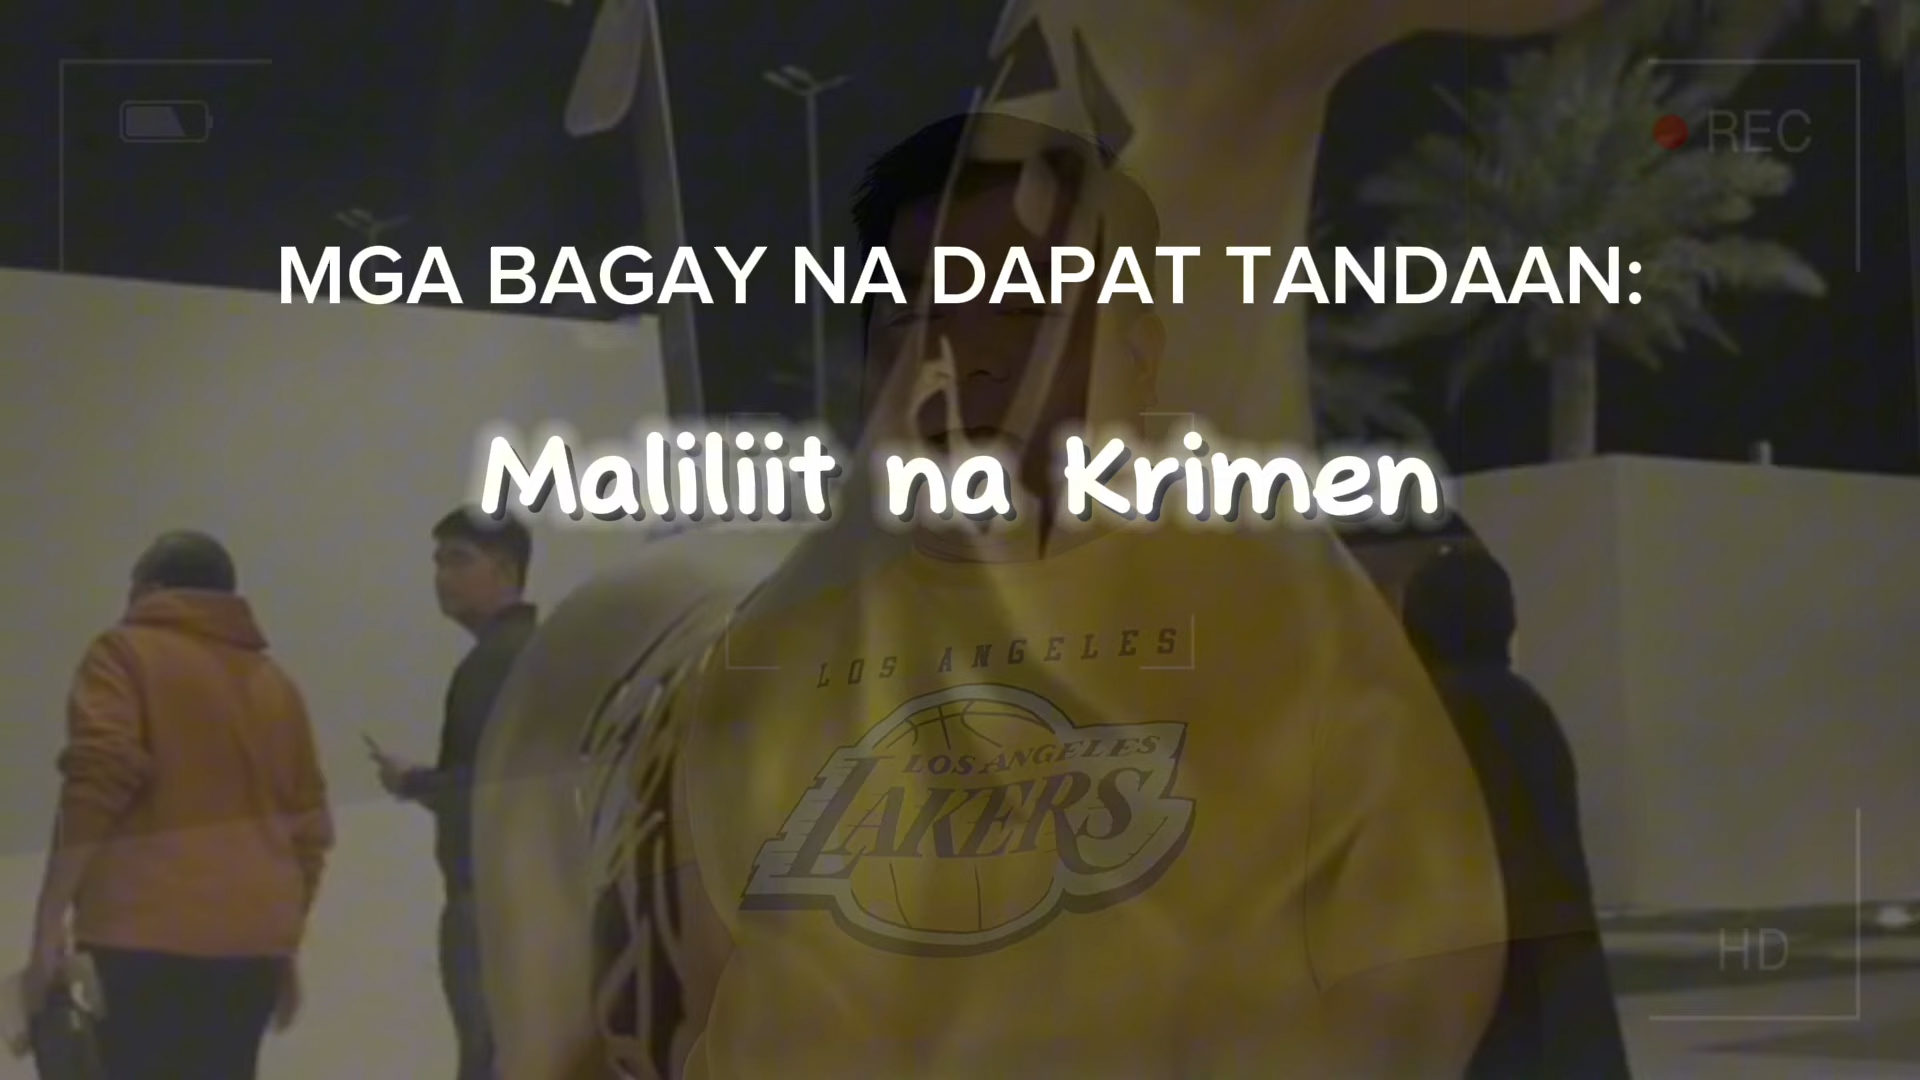 REC
MGA BAGAY NA DAPAT TANDAAN:
Maliliit na Krimen
LOS ANGELES
LOS ANGELES
LAKERS
HD